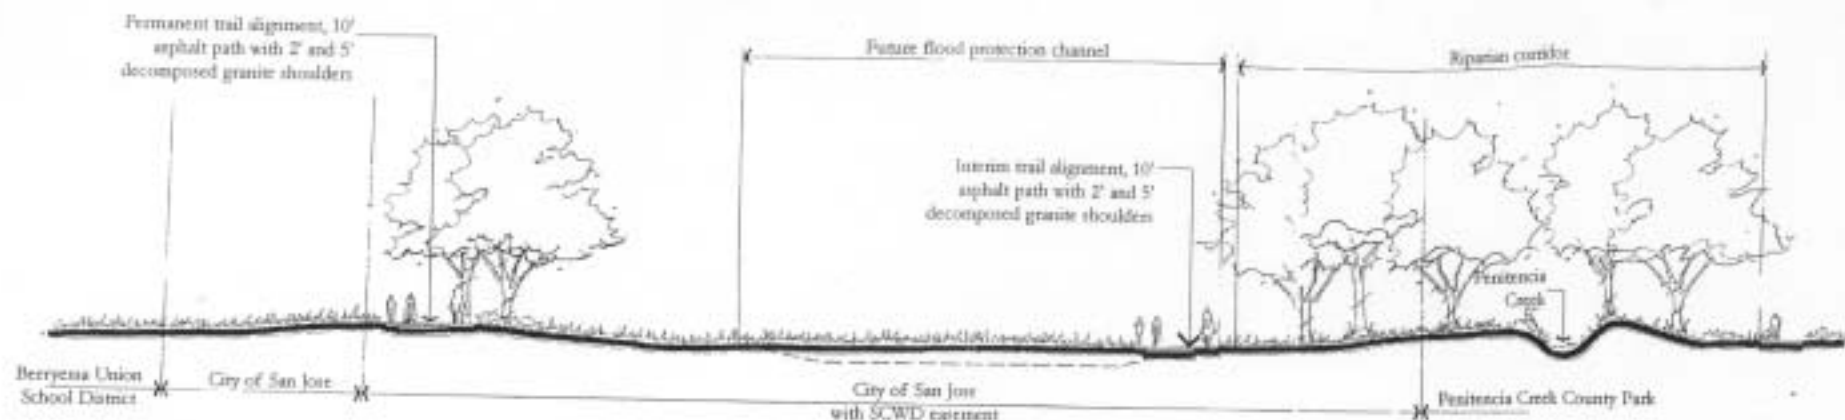 Permanent trail alignment, 10'
asphalt path with 2' and 5'
decomposed granite shoulders
Future flood protection channel
Riparian corridor
Interim trail alignment, 10'
asphalt path with 2' and 5'
decomposed granite shoulders
Penitencia
Creek
Berryessa Union
School District
City of San Jose
City of San Jose
with SCWD easement
Penitencia Creek County Park